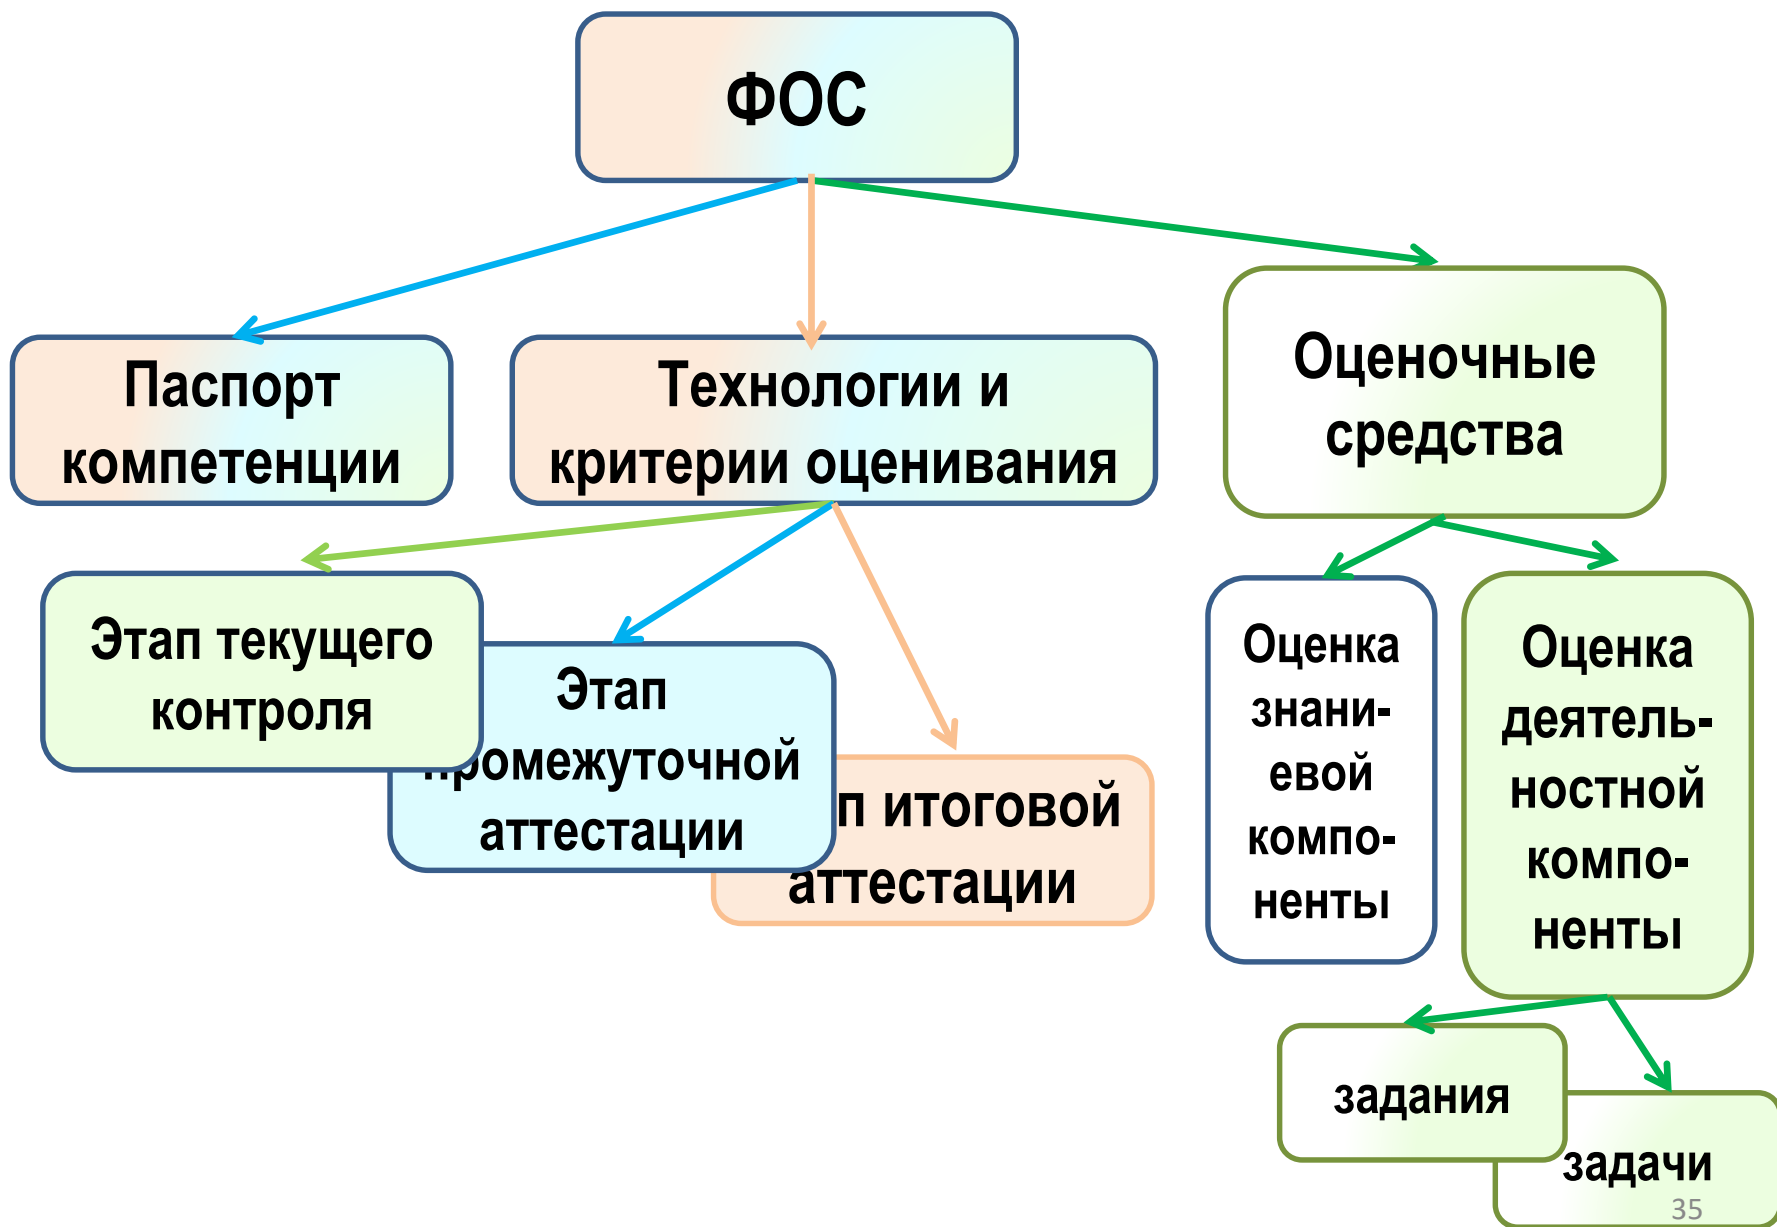 ФОС
Паспорт
компетенции
Технологии и
критерии оценивания
Оценочные
средства
Этап текущего
контроля
Этап
промежуточной
аттестации
итоговой
аттестации
Оценка
знани-
евой
компо-
ненты
Оценка
деятель-
ностной
компо-
ненты
задания
задачи
35